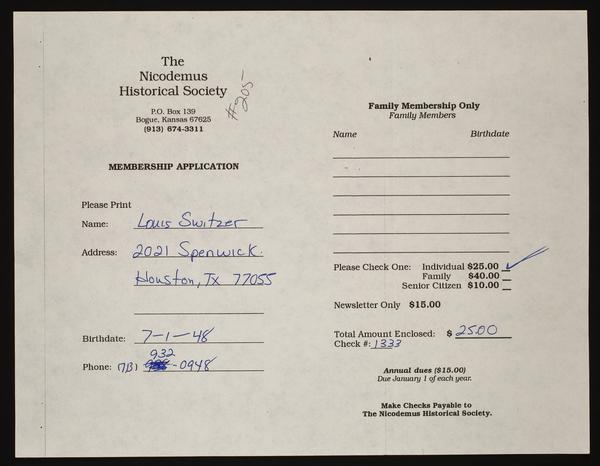 The
Nicodemus
Historical Society
#205-
P.O. Box 139
Bogue, Kansas 67625
(913) 674-3311
MEMBERSHIP APPLICATION
Please Print
Name: Louis Switzer
Address: 2021 Spenwick.
Houston, Tx 77055
Birthdate: 7-1-48
932
Phone: (713) -0948
Family Membership Only
Family Members
Name Birthdate
Please Check One: Individual $25.00 ✓
Family $40.00
Senior Citizen $10.00
Newsletter Only $15.00
Total Amount Enclosed: $ 25.00
Check #: 1333
Annual dues ($15.00)
Due January 1 of each year.
Make Checks Payable to
The Nicodemus Historical Society.